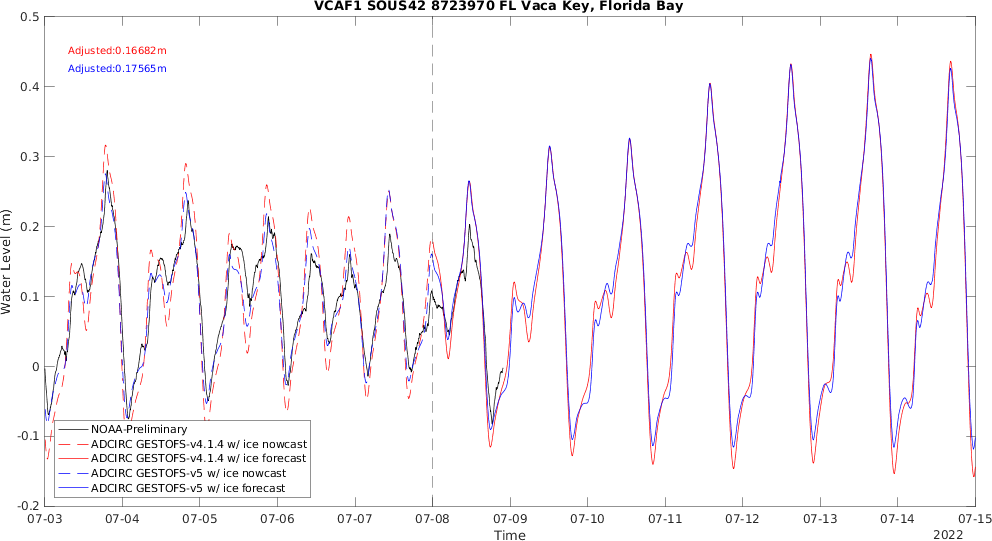 VCAF1 SOUS42 8723970 FL Vaca Key, Florida Bay
0.5
Adjusted:0.16682m
Adjusted:0.17565m
0.4
0.3
0.2
0.1
0
-0.1
-0.2
Water Level (m)
NOAA-Preliminary
ADCIRC GESTOFS-v4.1.4 w/ ice nowcast
ADCIRC GESTOFS-v4.1.4 w/ ice forecast
ADCIRC GESTOFS-v5 w/ ice nowcast
ADCIRC GESTOFS-v5 w/ ice forecast
07-03 07-04 07-05 07-06 07-07 07-08 07-09 07-10 07-11 07-12 07-13 07-14 07-15
Time
2022